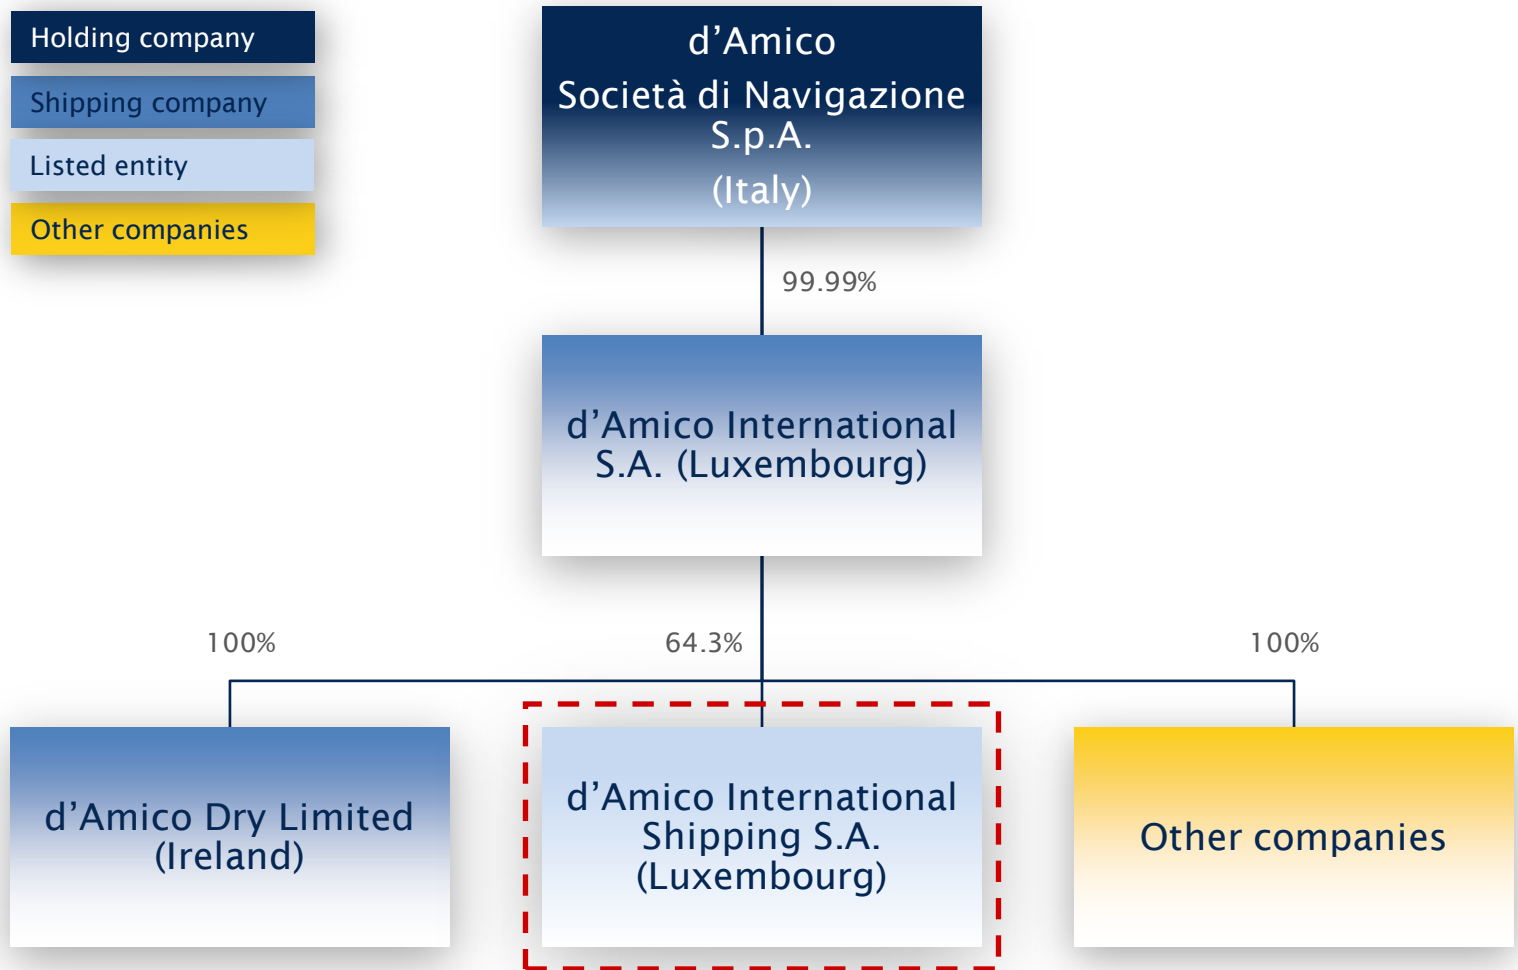 Holding company
Shipping company
Listed entity
Other companies
d’Amico
Società di Navigazione
S.p.A.
(Italy)
99.99%
d’Amico International
S.A. (Luxembourg)
100%
64.3%
100%
d’Amico Dry Limited
(Ireland)
d’Amico International
Shipping S.A.
(Luxembourg)
Other companies